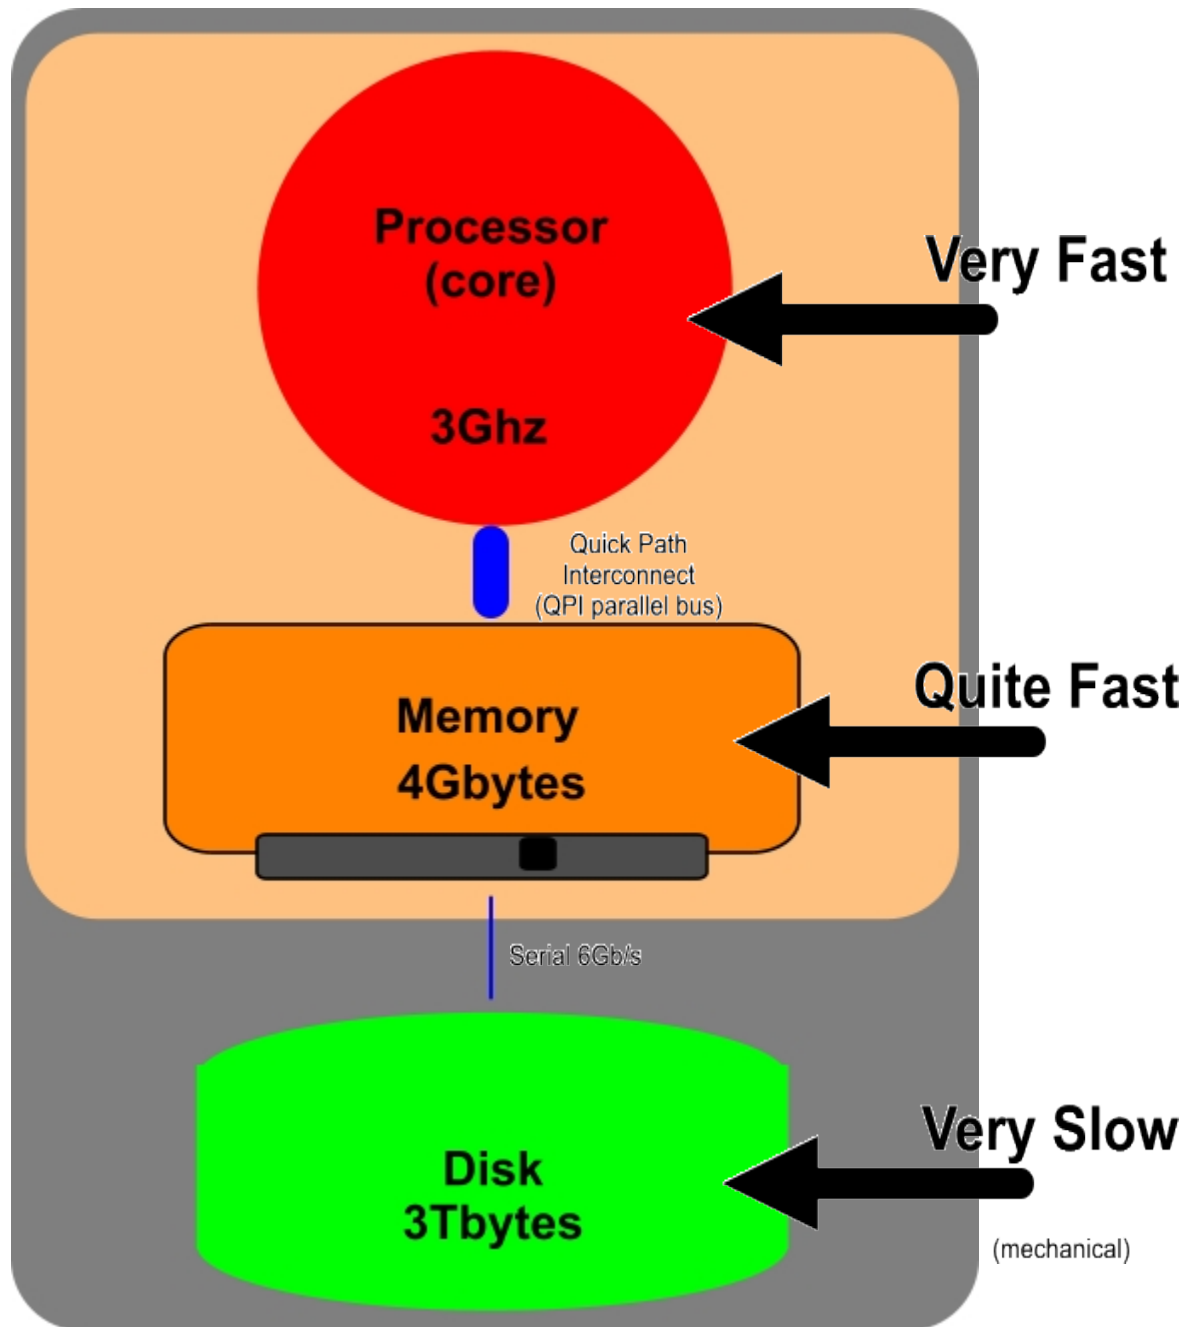 Processor
(core)
3Ghz
Very Fast
Quick Path
Interconnect
(QPI parallel bus)
Memory
4Gbytes
Quite Fast
Serial 6Gb/s
Disk
3Tbytes
Very Slow
(mechanical)